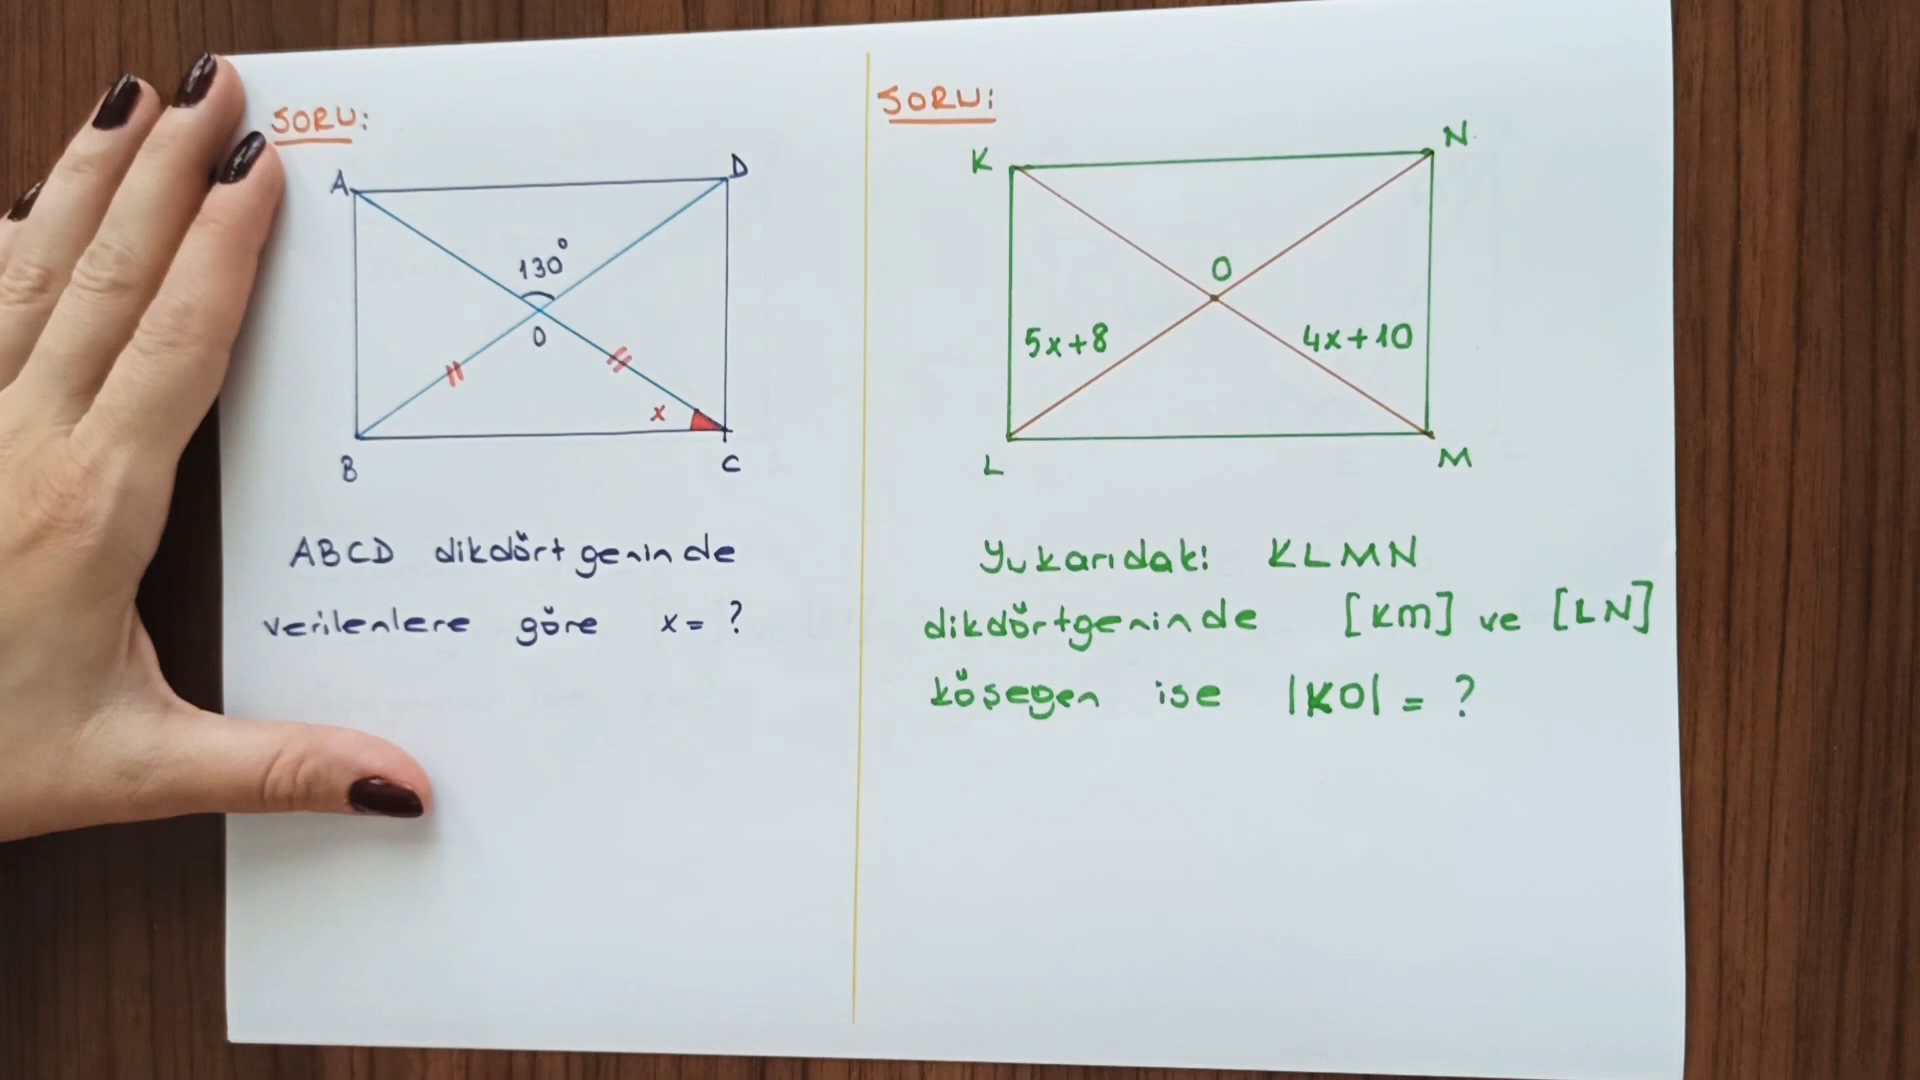 SORU:
A
D
130°
O
x
B
C
ABCD dikdörtgeninde
verilenlere göre x = ?
SORU:
K
N
O
5x+8
4x+10
L
M
Yukarıdaki KLMN
dikdörtgeninde [KM] ve [LN]
köşegen ise |KO| = ?